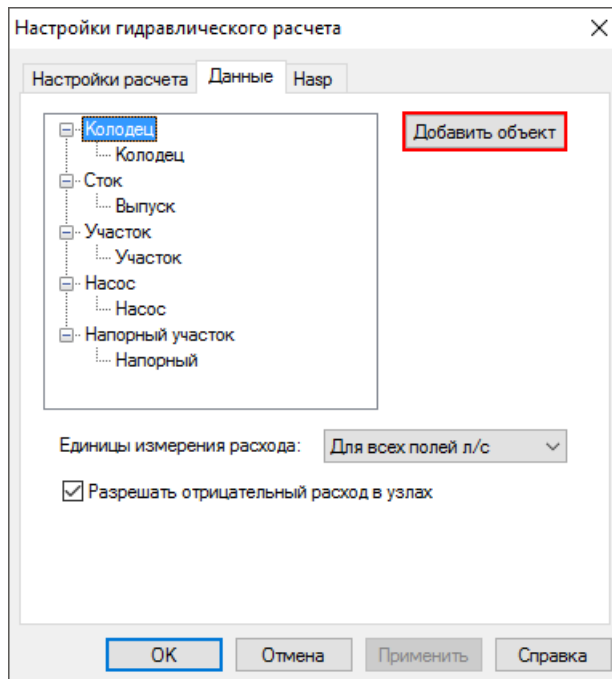 Настройки гидравлического расчета
Настройки расчета Данные Hasp
Колодец
Добавить объект
Колодец
Сток
Выпуск
Участок
Участок
Насос
Насос
Напорный участок
Напорный
Единицы измерения расхода: Для всех полей л/с
Разрешать отрицательный расход в узлах
OK Отмена Применить Справка